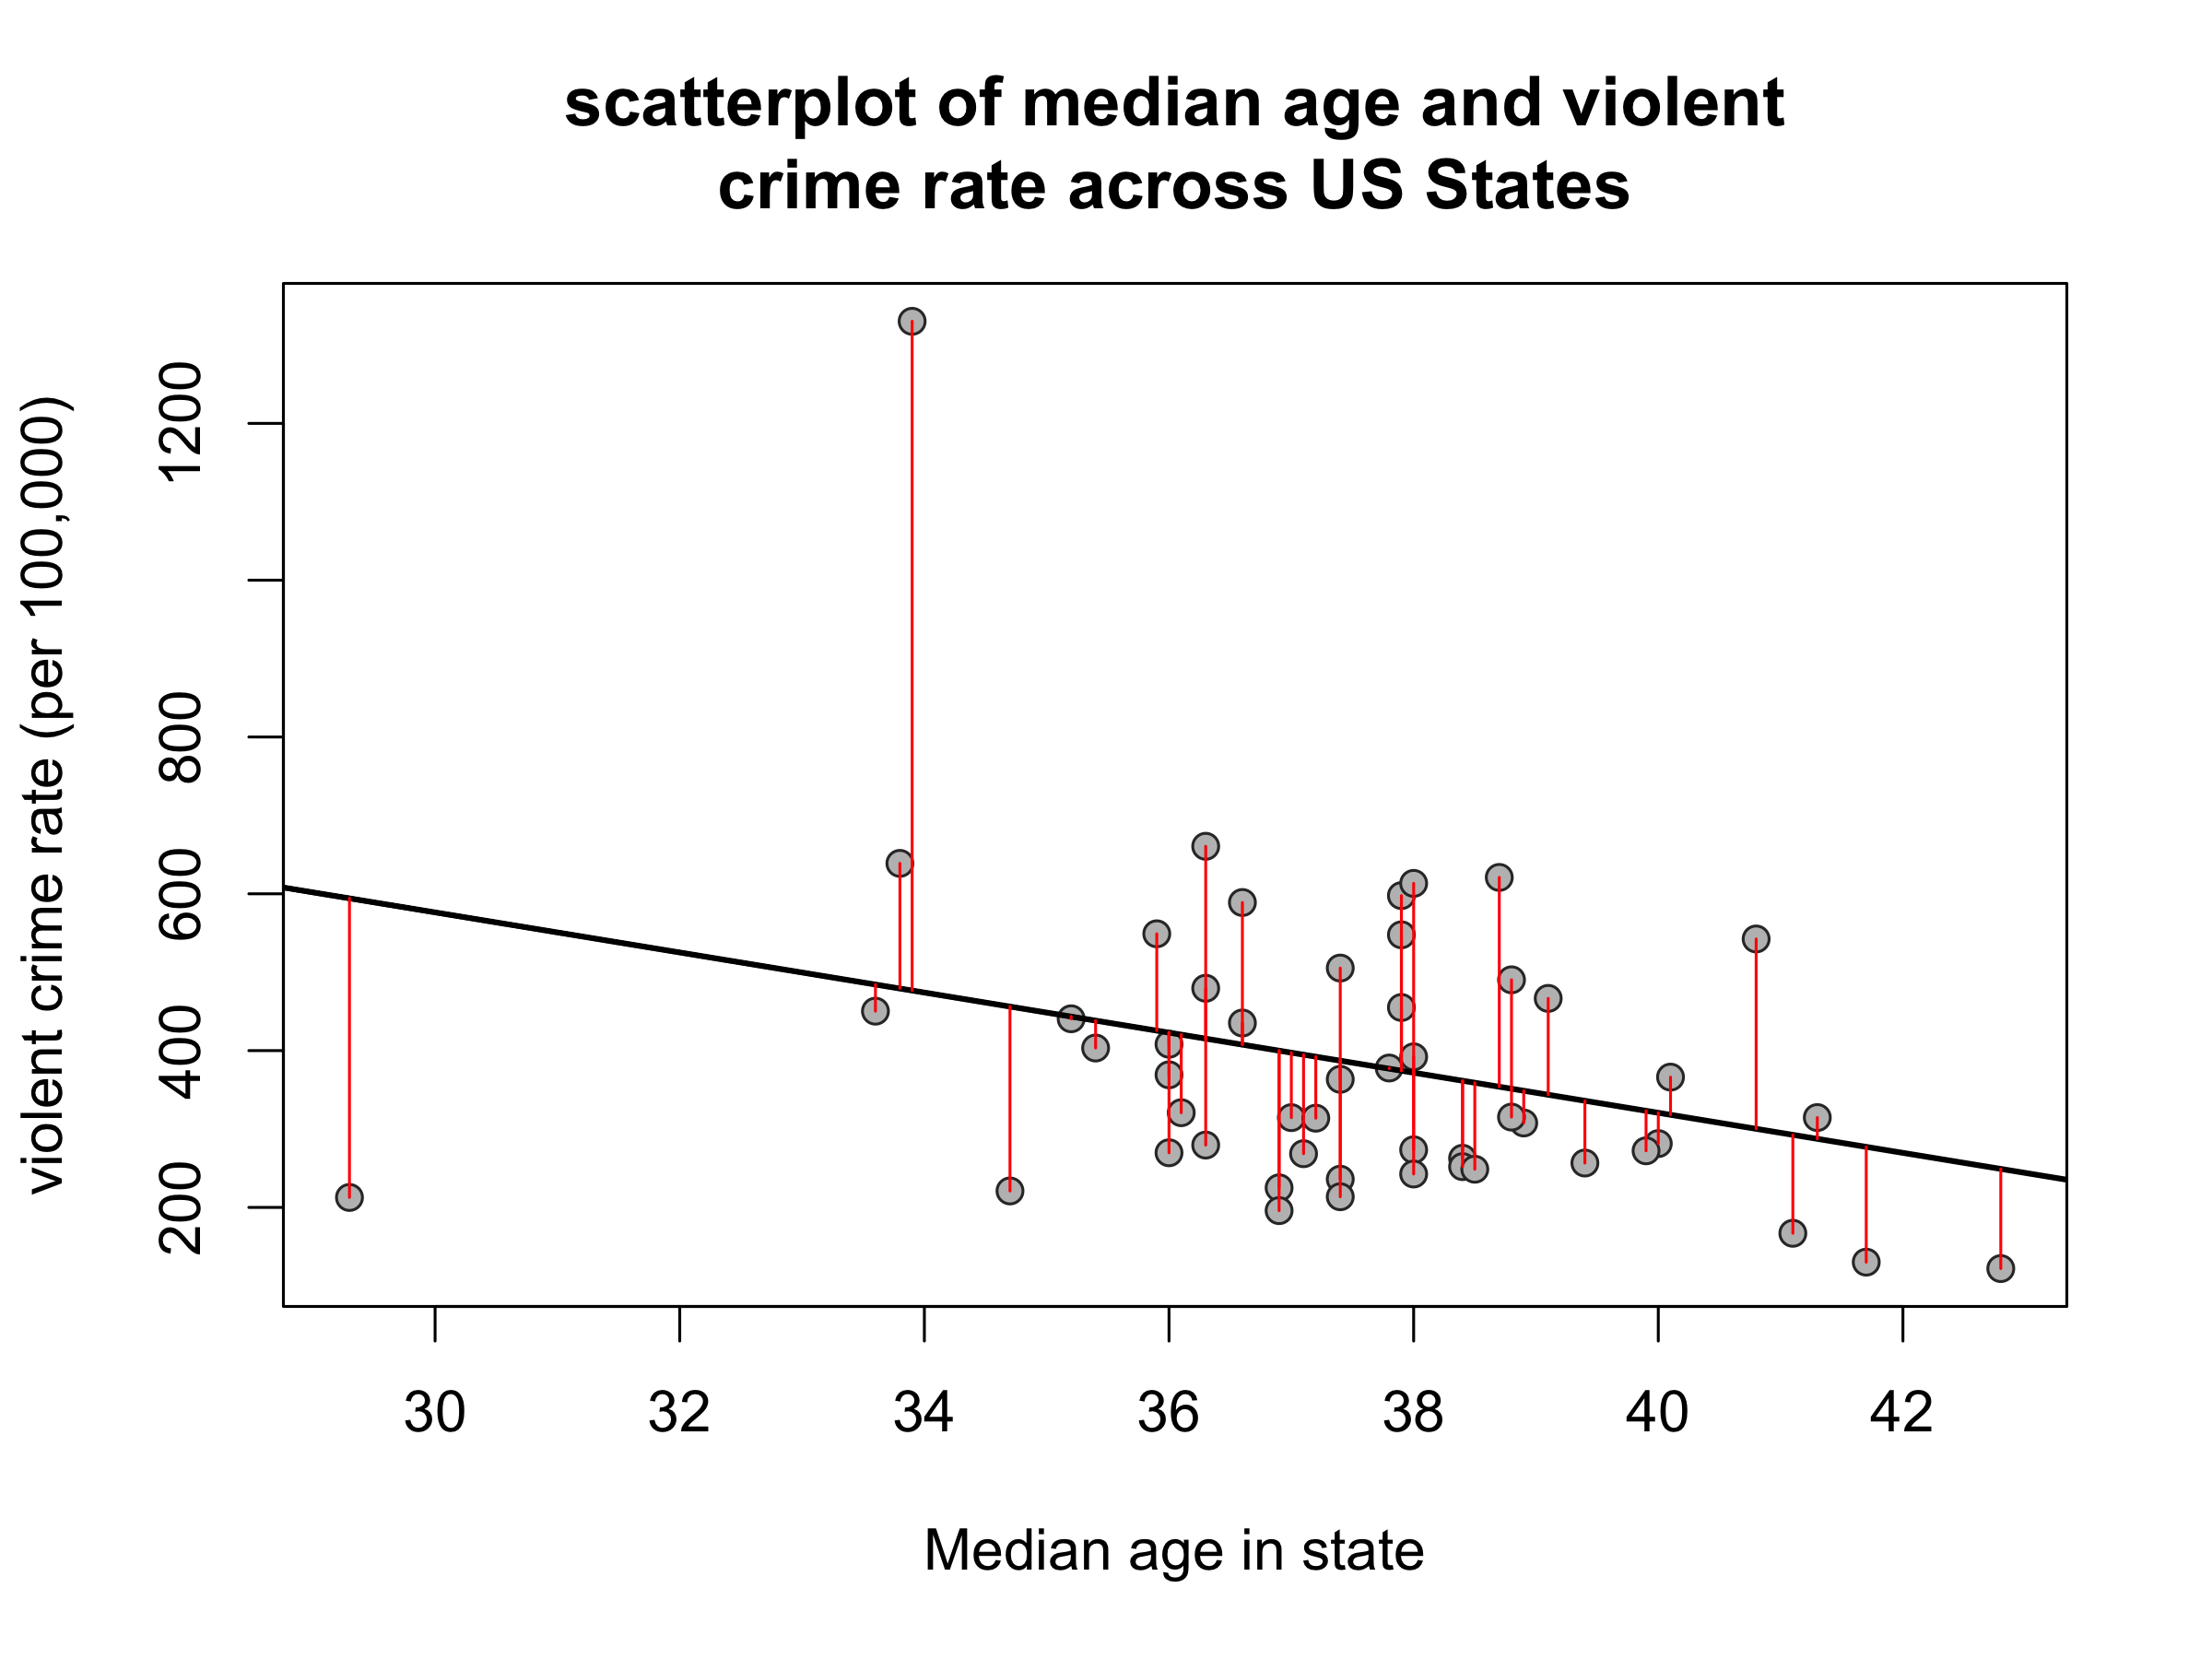 scatterplot of median age and violent
crime rate across US States
violent crime rate (per 100,000)
1200
800
600
400
200
30 32 34 36 38 40 42
Median age in state